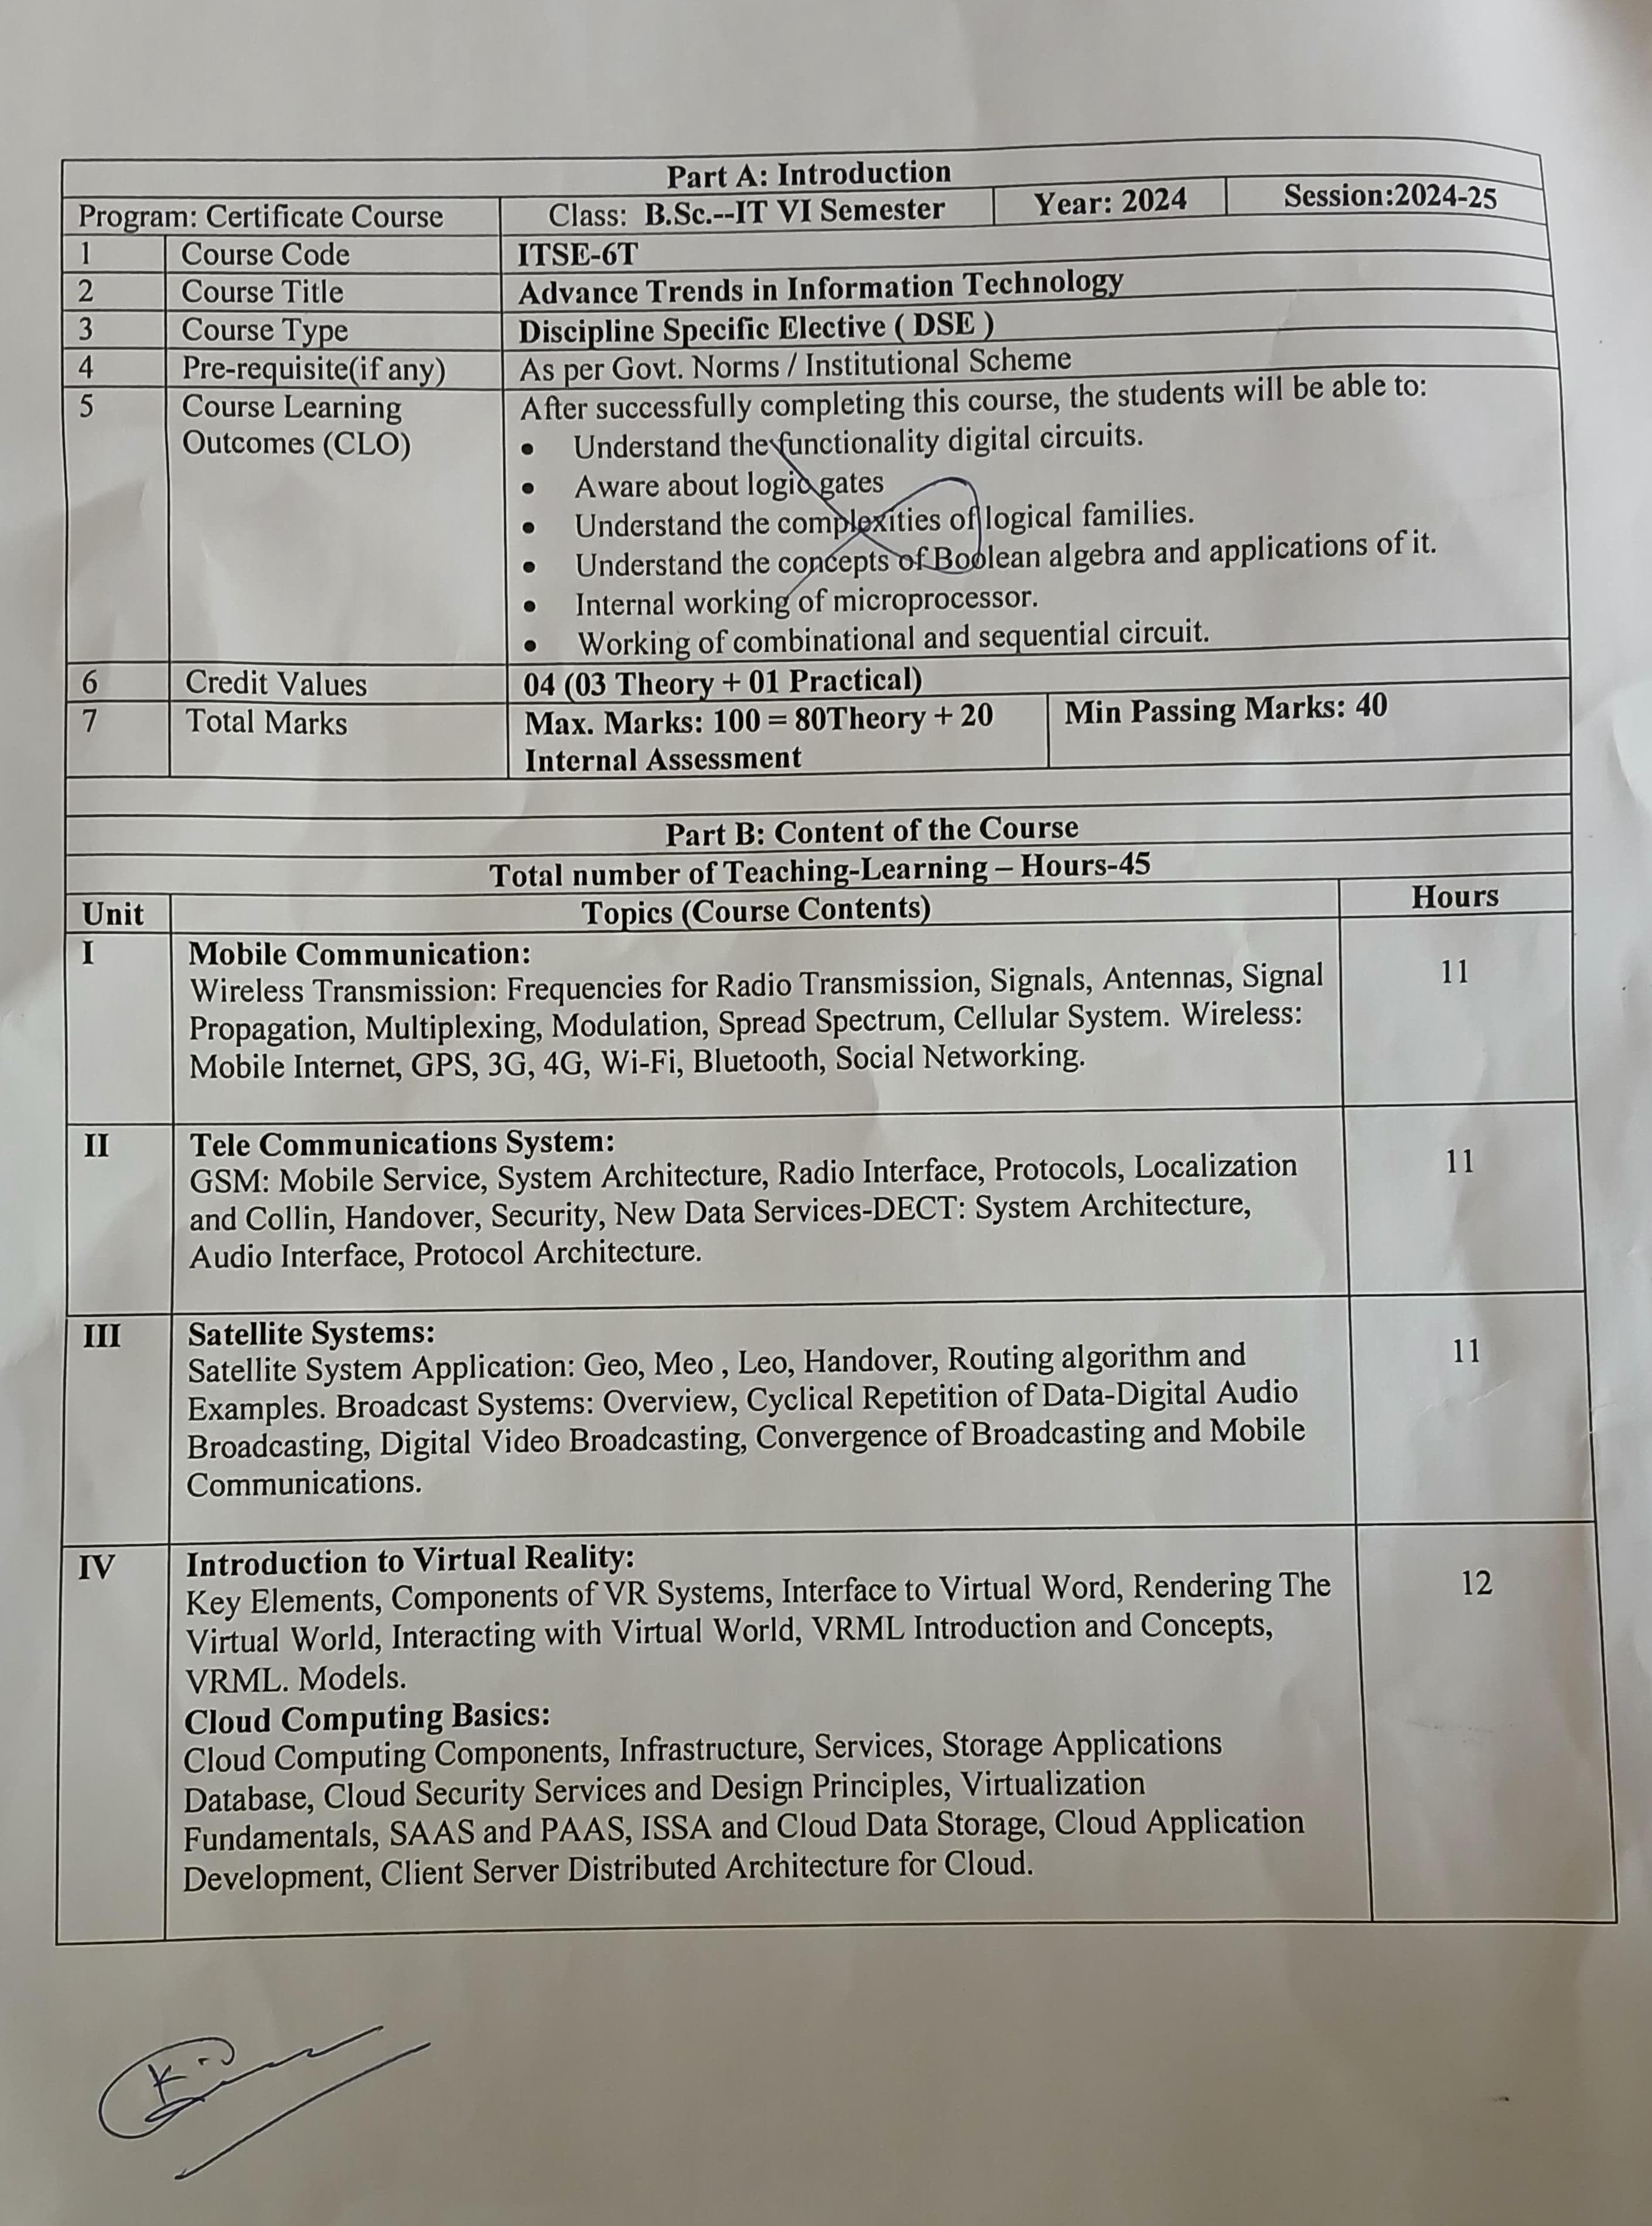 Part A: Introduction
Program: Certificate Course Class: B.Sc.--IT VI Semester Year: 2024 Session:2024-25
1 Course Code ITSE-6T
2 Course Title Advance Trends in Information Technology
3 Course Type Discipline Specific Elective ( DSE )
4 Pre-requisite(if any) As per Govt. Norms / Institutional Scheme
5 Course Learning After successfully completing this course, the students will be able to:
Outcomes (CLO) • Understand the functionality digital circuits.
• Aware about logic gates
• Understand the complexities of logical families.
• Understand the concepts of Boolean algebra and applications of it.
• Internal working of microprocessor.
• Working of combinational and sequential circuit.
6 Credit Values 04 (03 Theory + 01 Practical)
7 Total Marks Max. Marks: 100 = 80Theory + 20 Min Passing Marks: 40
Internal Assessment
Part B: Content of the Course
Total number of Teaching-Learning – Hours-45
Unit Topics (Course Contents) Hours
I Mobile Communication:
Wireless Transmission: Frequencies for Radio Transmission, Signals, Antennas, Signal 11
Propagation, Multiplexing, Modulation, Spread Spectrum, Cellular System. Wireless:
Mobile Internet, GPS, 3G, 4G, Wi-Fi, Bluetooth, Social Networking.
II Tele Communications System:
GSM: Mobile Service, System Architecture, Radio Interface, Protocols, Localization 11
and Collin, Handover, Security, New Data Services-DECT: System Architecture,
Audio Interface, Protocol Architecture.
III Satellite Systems:
Satellite System Application: Geo, Meo , Leo, Handover, Routing algorithm and 11
Examples. Broadcast Systems: Overview, Cyclical Repetition of Data-Digital Audio
Broadcasting, Digital Video Broadcasting, Convergence of Broadcasting and Mobile
Communications.
IV Introduction to Virtual Reality:
Key Elements, Components of VR Systems, Interface to Virtual Word, Rendering The 12
Virtual World, Interacting with Virtual World, VRML Introduction and Concepts,
VRML. Models.
Cloud Computing Basics:
Cloud Computing Components, Infrastructure, Services, Storage Applications
Database, Cloud Security Services and Design Principles, Virtualization
Fundamentals, SAAS and PAAS, ISSA and Cloud Data Storage, Cloud Application
Development, Client Server Distributed Architecture for Cloud.